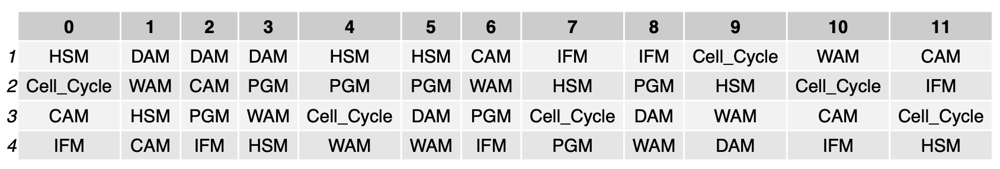 0 1 2 3 4 5 6 7 8 9 10 11
1 HSM DAM DAM DAM HSM HSM CAM IFM IFM Cell_Cycle WAM CAM
2 Cell_Cycle WAM CAM PGM PGM PGM WAM HSM PGM HSM Cell_Cycle IFM
3 CAM HSM PGM WAM Cell_Cycle DAM PGM Cell_Cycle DAM WAM CAM Cell_Cycle
4 IFM CAM IFM HSM WAM WAM IFM PGM WAM DAM IFM HSM